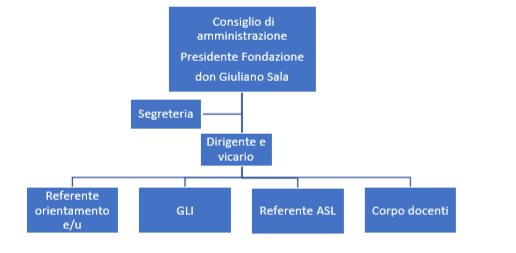 Consiglio di
amministrazione
Presidente Fondazione
don Giuliano Sala
Segreteria
Dirigente e
vicario
Referente
orientamento
e/u
GLI
Referente ASL
Corpo docenti